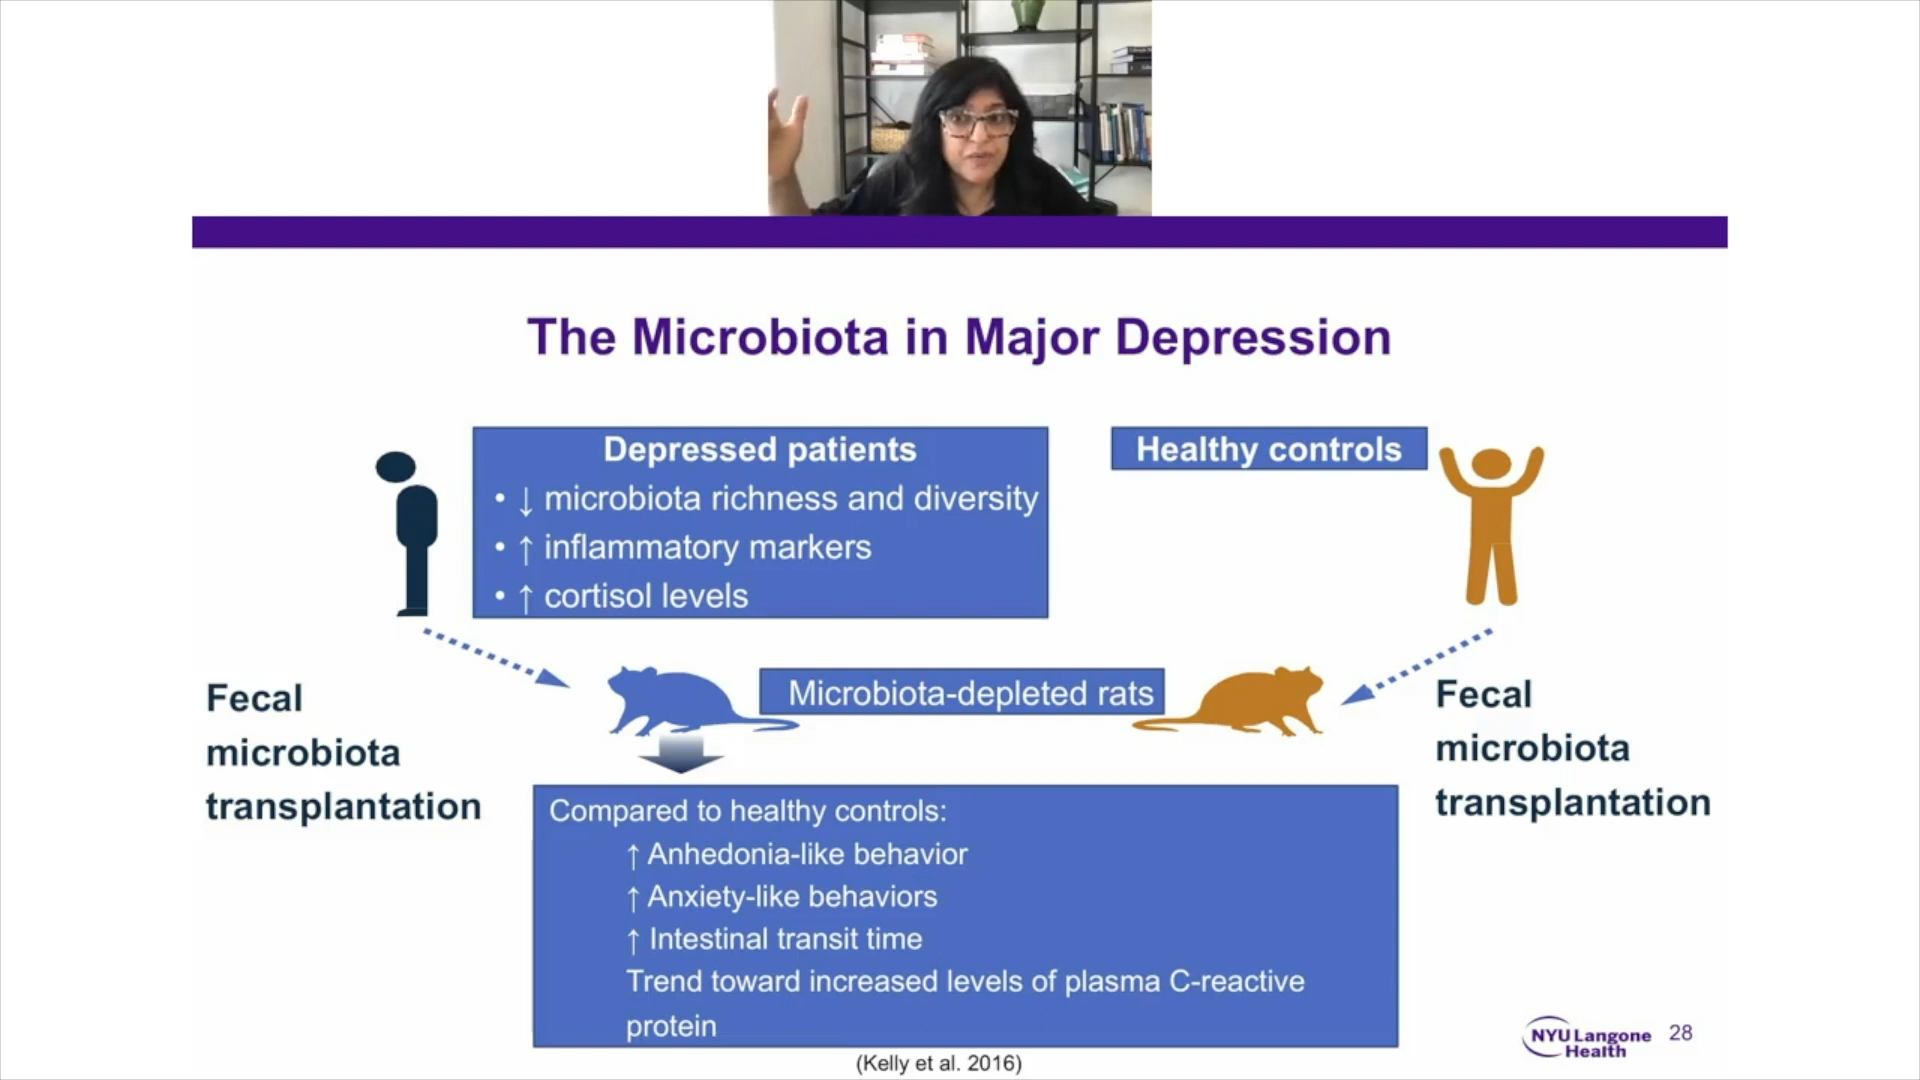 The Microbiota in Major Depression
Depressed patients
• ↓ microbiota richness and diversity
• ↑ inflammatory markers
• ↑ cortisol levels
Healthy controls
Fecal
microbiota
transplantation
Microbiota-depleted rats
Fecal
microbiota
transplantation
Compared to healthy controls:
↑ Anhedonia-like behavior
↑ Anxiety-like behaviors
↑ Intestinal transit time
Trend toward increased levels of plasma C-reactive
protein
(Kelly et al. 2016)
NYU Langone
Health
28